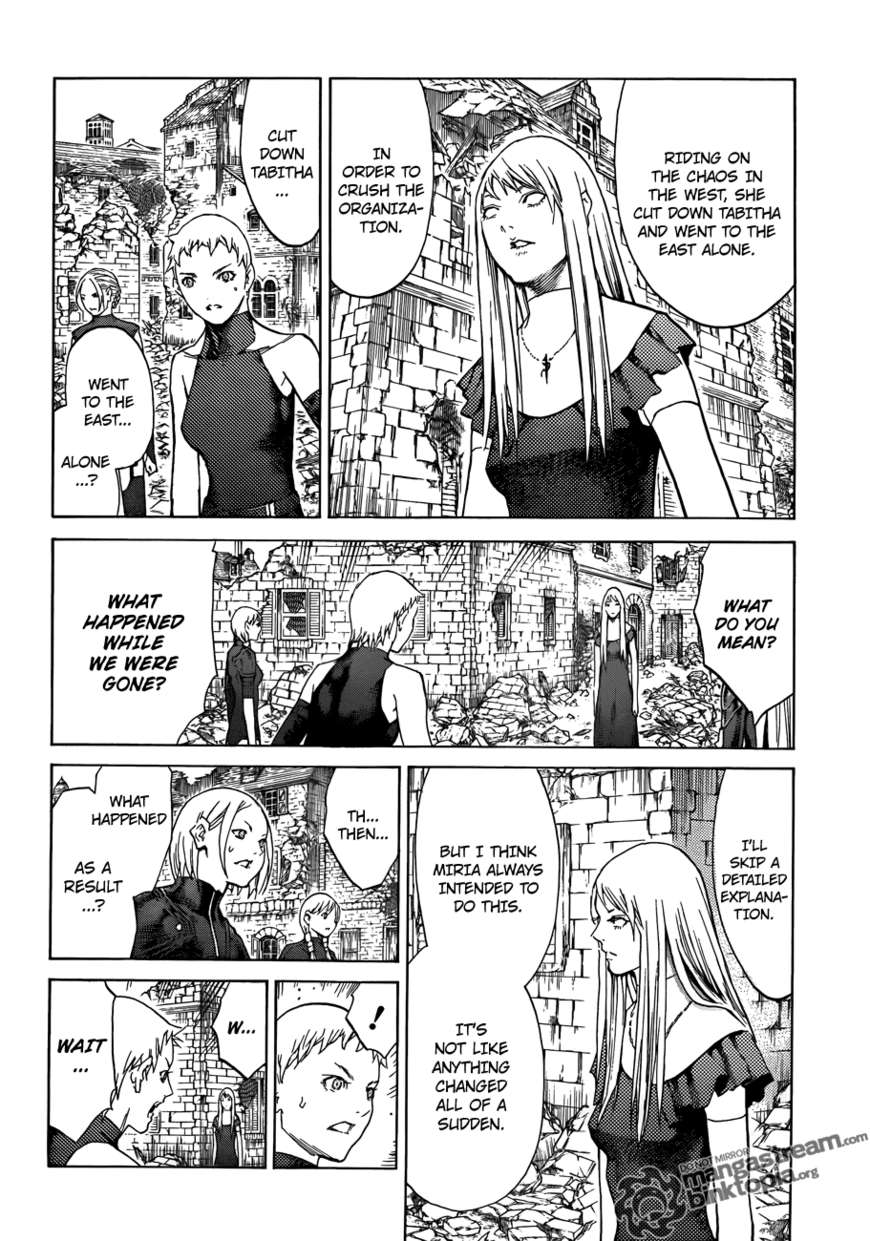 RIDING ON
THE CHAOS IN
THE WEST, SHE
CUT DOWN TABITHA
AND WENT TO THE
EAST ALONE.
IN
ORDER TO
CRUSH THE
ORGANIZA-
TION.
CUT
DOWN
TABITHA
...
WENT
TO THE
EAST...
ALONE
...?
WHAT
DO YOU
MEAN?
WHAT
HAPPENED
WHILE
WE WERE
GONE?
I'LL
SKIP A
DETAILED
EXPLANA-
TION.
BUT I THINK
MIRIA ALWAYS
INTENDED TO
DO THIS.
IT'S
NOT LIKE
ANYTHING
CHANGED
ALL OF A
SUDDEN.
TH...
THEN...
WHAT
HAPPENED
AS A
RESULT
...?
!
W...
WAIT
...
DO NOT MIRROR
mangastream.com
binktopia.org